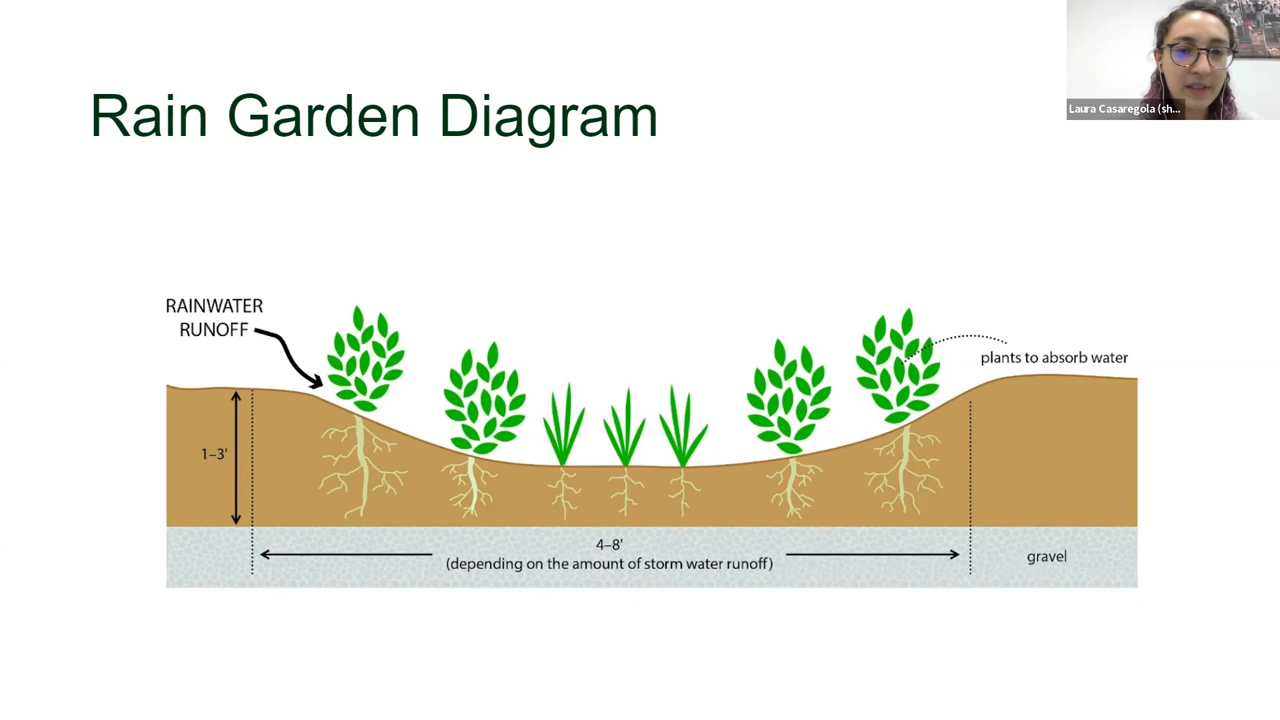 Rain Garden Diagram
Laura Casaregola (sh...
RAINWATER
RUNOFF
plants to absorb water
1–3'
4–8'
(depending on the amount of storm water runoff)
gravel